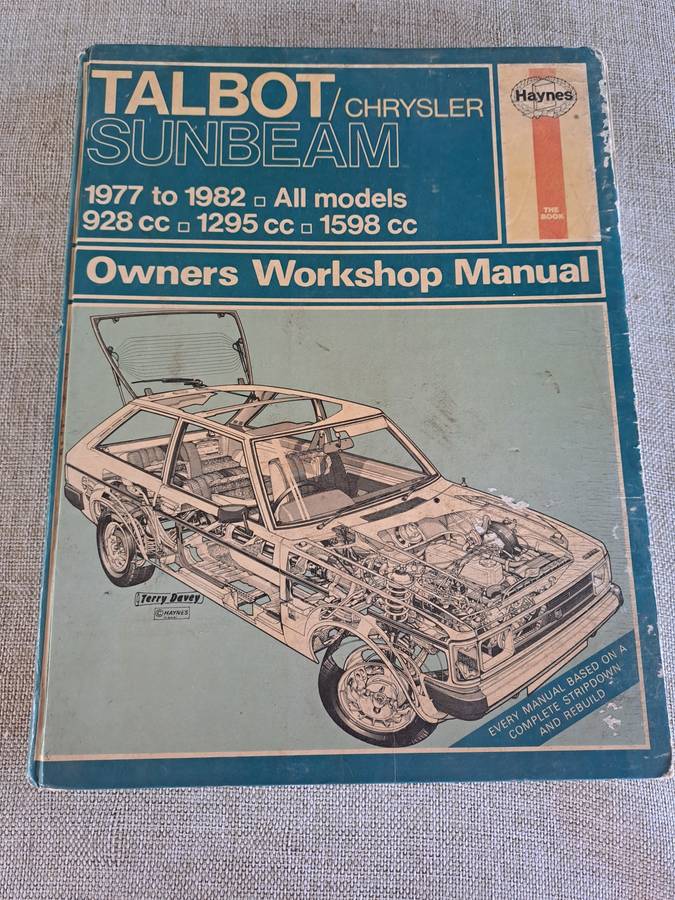 TALBOT/CHRYSLER
SUNBEAM
1977 to 1982 □ All models
928 cc □ 1295 cc □ 1598 cc
Haynes
THE
BOOK
Owners Workshop Manual
Terry Davey
© HAYNES
EVERY MANUAL BASED ON A
COMPLETE STRIPDOWN
AND REBUILD